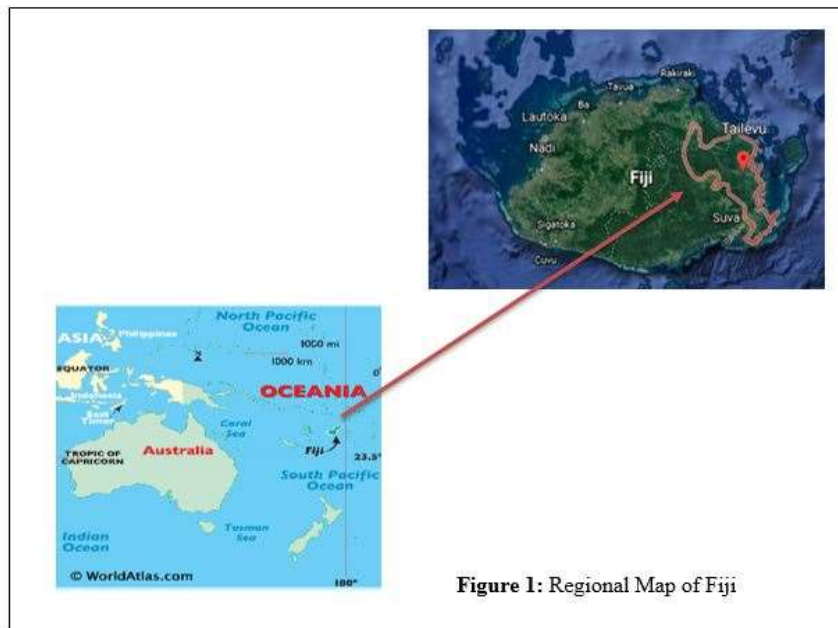 Rakiraki
Tavua
Ba
Lautoka
Tailevu
Nadi
Fiji
Suva
Sigatoka
Cuvu
North Pacific
Ocean
ASIA
Philippines
1000 mi
1000 km
EQUATOR
0°
OCEANIA
Indonesia
East
Timor
Coral
Sea
Fiji
TROPIC OF
CAPRICORN
Australia
23.5°
South Pacific
Ocean
Indian
Ocean
Tasman
Sea
© WorldAtlas.com
180°
Figure 1: Regional Map of Fiji